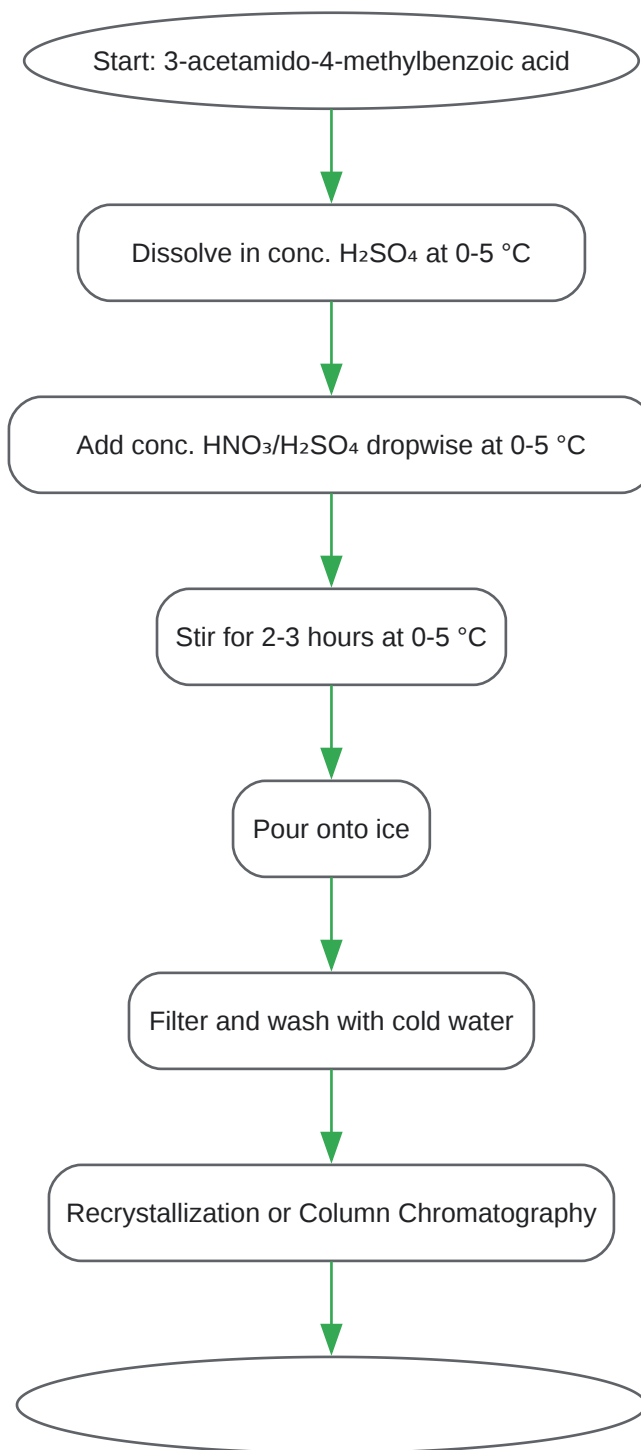 Start: 3-acetamido-4-methylbenzoic acid
Dissolve in conc. H₂SO₄ at 0-5 °C
Add conc. HNO₃/H₂SO₄ dropwise at 0-5 °C
Stir for 2-3 hours at 0-5 °C
Pour onto ice
Filter and wash with cold water
Recrystallization or Column Chromatography